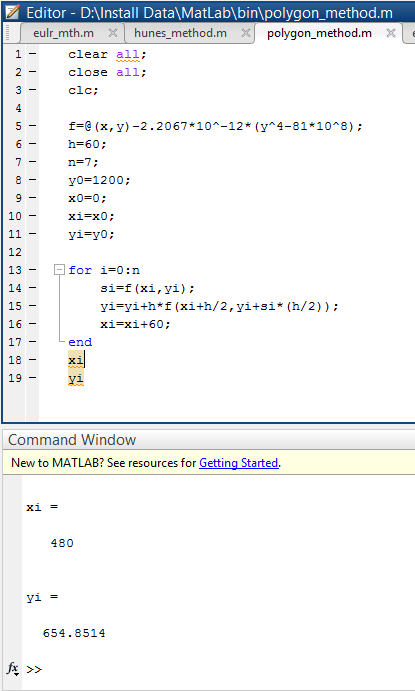 Editor - D:\Install Data\MatLab\bin\polygon_method.m
eulr_mth.m hunes_method.m polygon_method.m
1 clear all;
2 close all;
3 clc;
4
5 f=@(x,y)-2.2067*10^-12*(y^4-81*10^8);
6 h=60;
7 n=7;
8 y0=1200;
9 x0=0;
10 xi=x0;
11 yi=y0;
12
13 for i=0:n
14 si=f(xi,yi);
15 yi=yi+h*f(xi+h/2,yi+si*(h/2));
16 xi=xi+60;
17 end
18 xi
19 yi
Command Window
New to MATLAB? See resources for Getting Started.
xi =
480
yi =
654.8514
fx >>